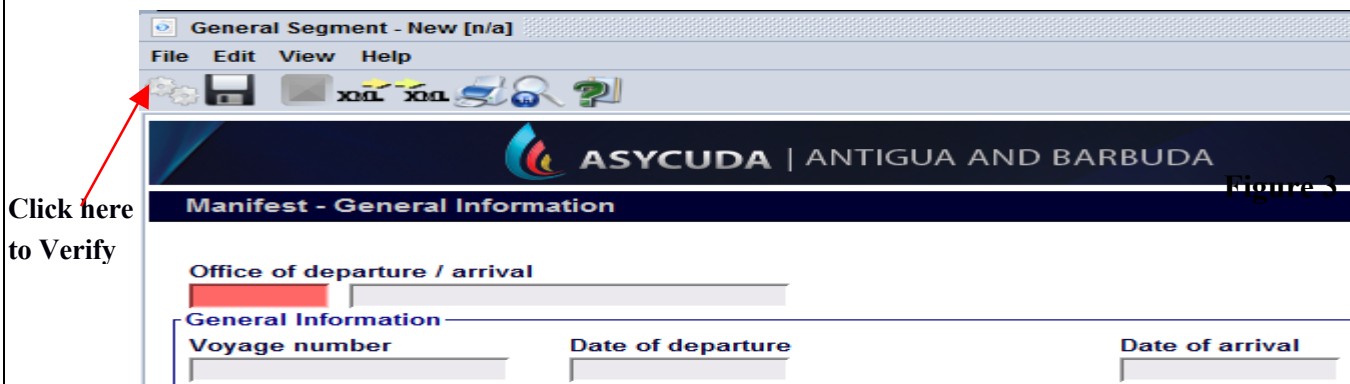 General Segment - New [n/a]
File Edit View Help
XML XML
ASYCUDA | ANTIGUA AND BARBUDA
Figure 3
Manifest - General Information
Click here
to Verify
Office of departure / arrival
General Information
Voyage number Date of departure Date of arrival